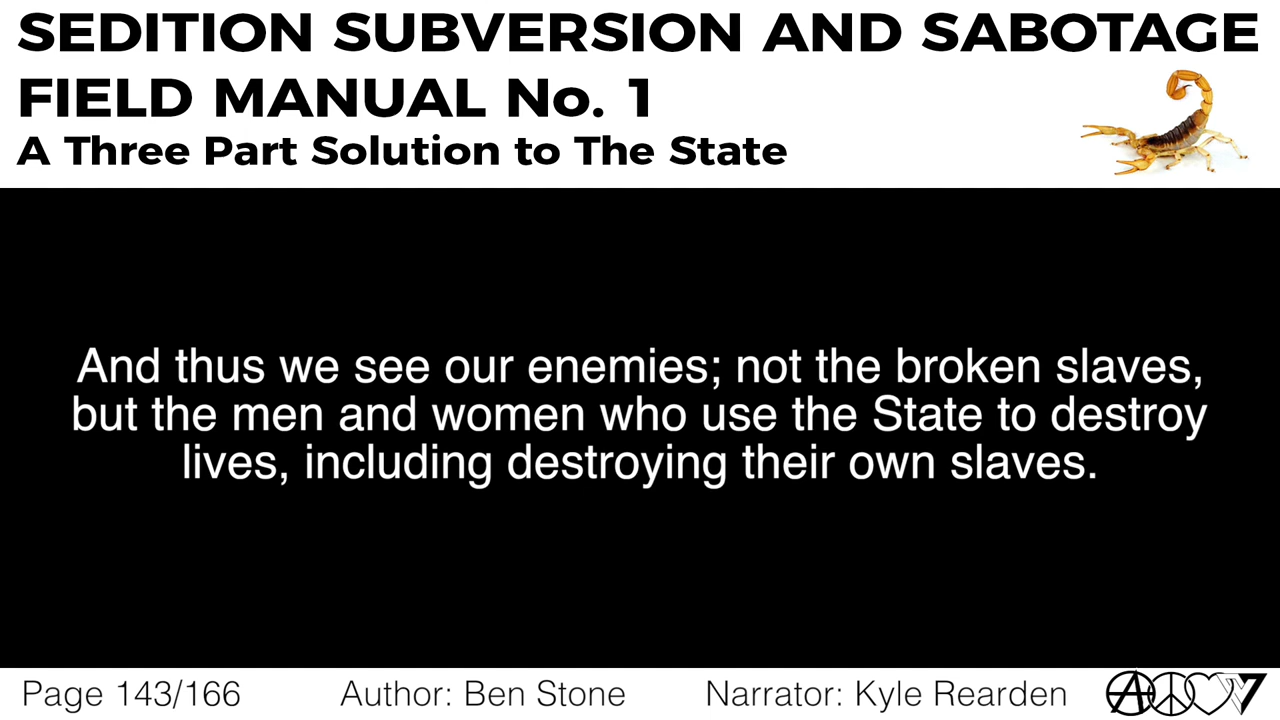 SEDITION SUBVERSION AND SABOTAGE
FIELD MANUAL No. 1
A Three Part Solution to The State
And thus we see our enemies; not the broken slaves,
but the men and women who use the State to destroy
lives, including destroying their own slaves.
Page 143/166 Author: Ben Stone Narrator: Kyle Rearden